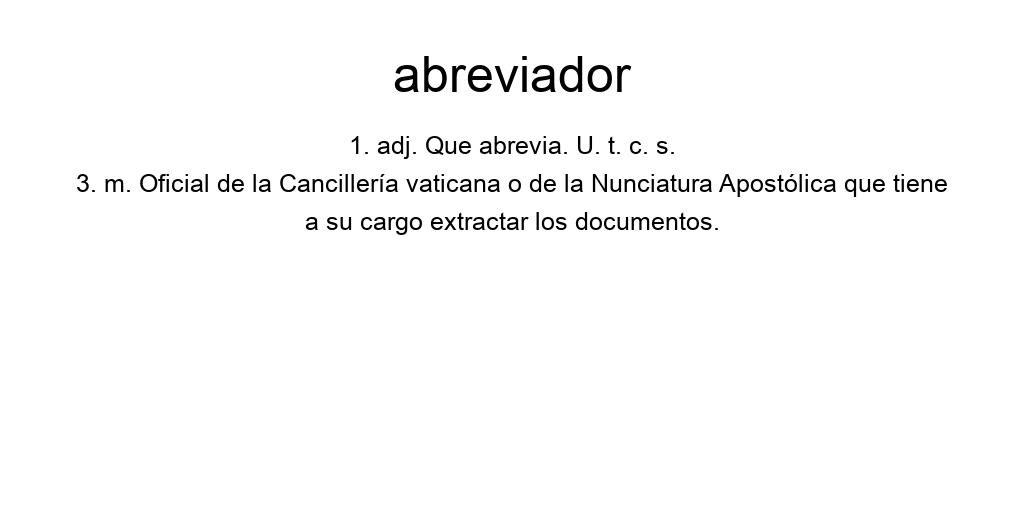 abreviador
1. adj. Que abrevia. U. t. c. s.
3. m. Oficial de la Cancillería vaticana o de la Nunciatura Apostólica que tiene
a su cargo extractar los documentos.